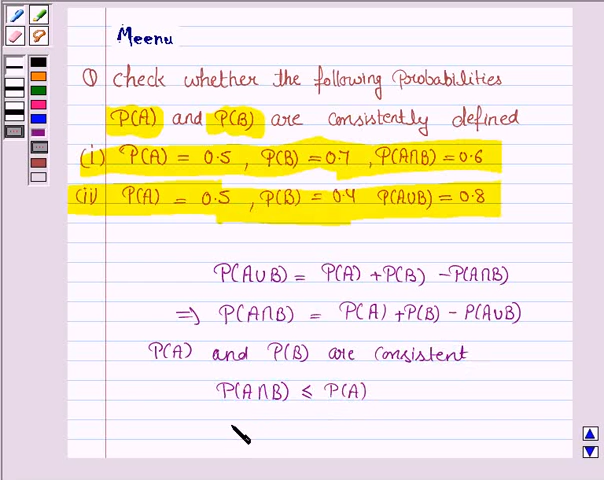 Meenu
① Check whether the following Probabilities
P(A) and P(B) are consistently defined
(i) P(A) = 0.5 , P(B) = 0.7 , P(A∩B) = 0.6
(ii) P(A) = 0.5 , P(B) = 0.4 P(A∪B) = 0.8
P(A∪B) = P(A) + P(B) - P(A∩B)
⇒ P(A∩B) = P(A) + P(B) - P(A∪B)
P(A) and P(B) are consistent
P(A∩B) ≤ P(A)